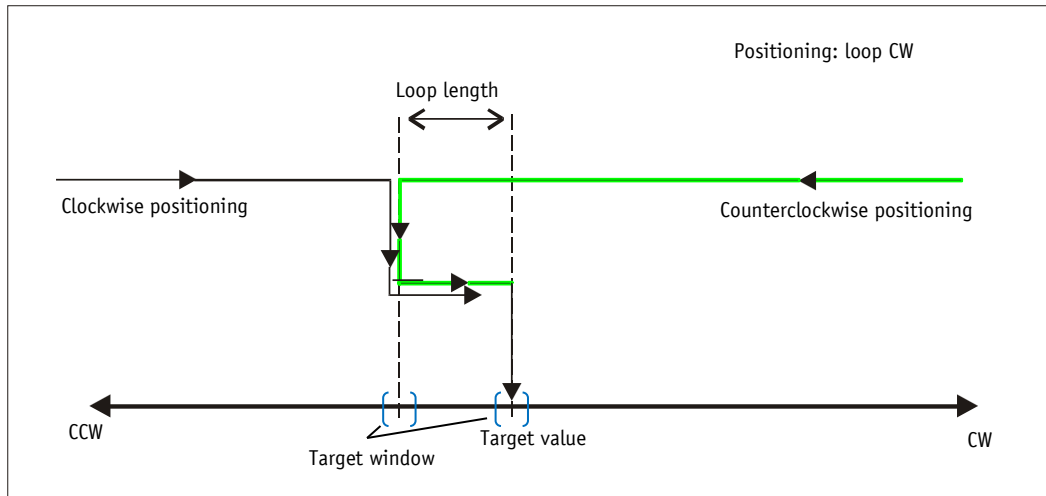 Positioning: loop CW
Loop length
Clockwise positioning
Counterclockwise positioning
CCW
Target window
Target value
CW